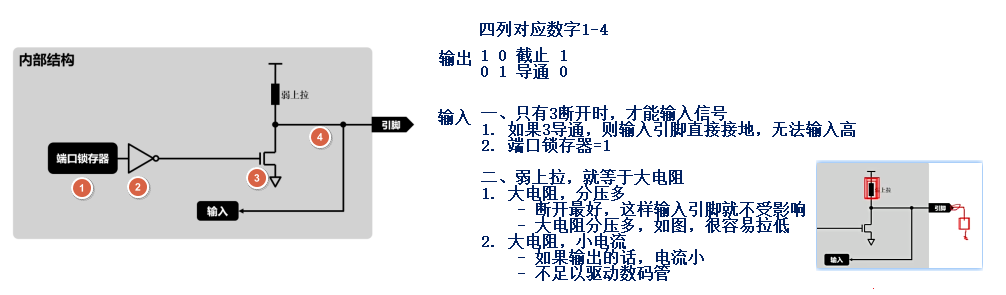 内部结构
弱上拉
引脚
端口锁存器
输入
1
2
3
4
四列对应数字1-4
输出 1 0 截止 1
0 1 导通 0
输入 一、只有3断开时，才能输入信号
1. 如果3导通，则输入引脚直接接地，无法输入高
2. 端口锁存器=1
二、弱上拉，就等于大电阻
1. 大电阻，分压多
- 断开最好，这样输入引脚就不受影响
- 大电阻分压多，如图，很容易拉低
2. 大电阻，小电流
- 如果输出的话，电流小
- 不足以驱动数码管
弱上拉
引脚
输入